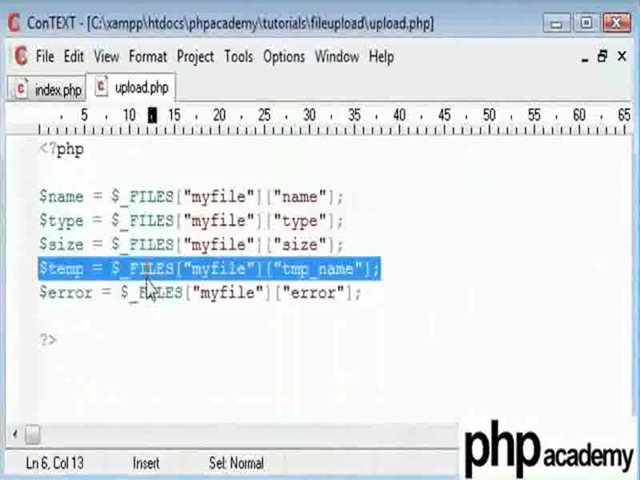 ConTEXT - [C:\xampp\htdocs\phpacademy\tutorials\fileupload\upload.php]
File Edit View Format Project Tools Options Window Help
index.php upload.php
5 10 15 20 25 30 35 40 45 50 55 60 65
<?php
$name = $_FILES["myfile"]["name"];
$type = $_FILES["myfile"]["type"];
$size = $_FILES["myfile"]["size"];
$temp = $_FILES["myfile"]["tmp_name"];
$error = $_FILES["myfile"]["error"];
?>
Ln 6, Col 13 Insert Sel: Normal
php academy